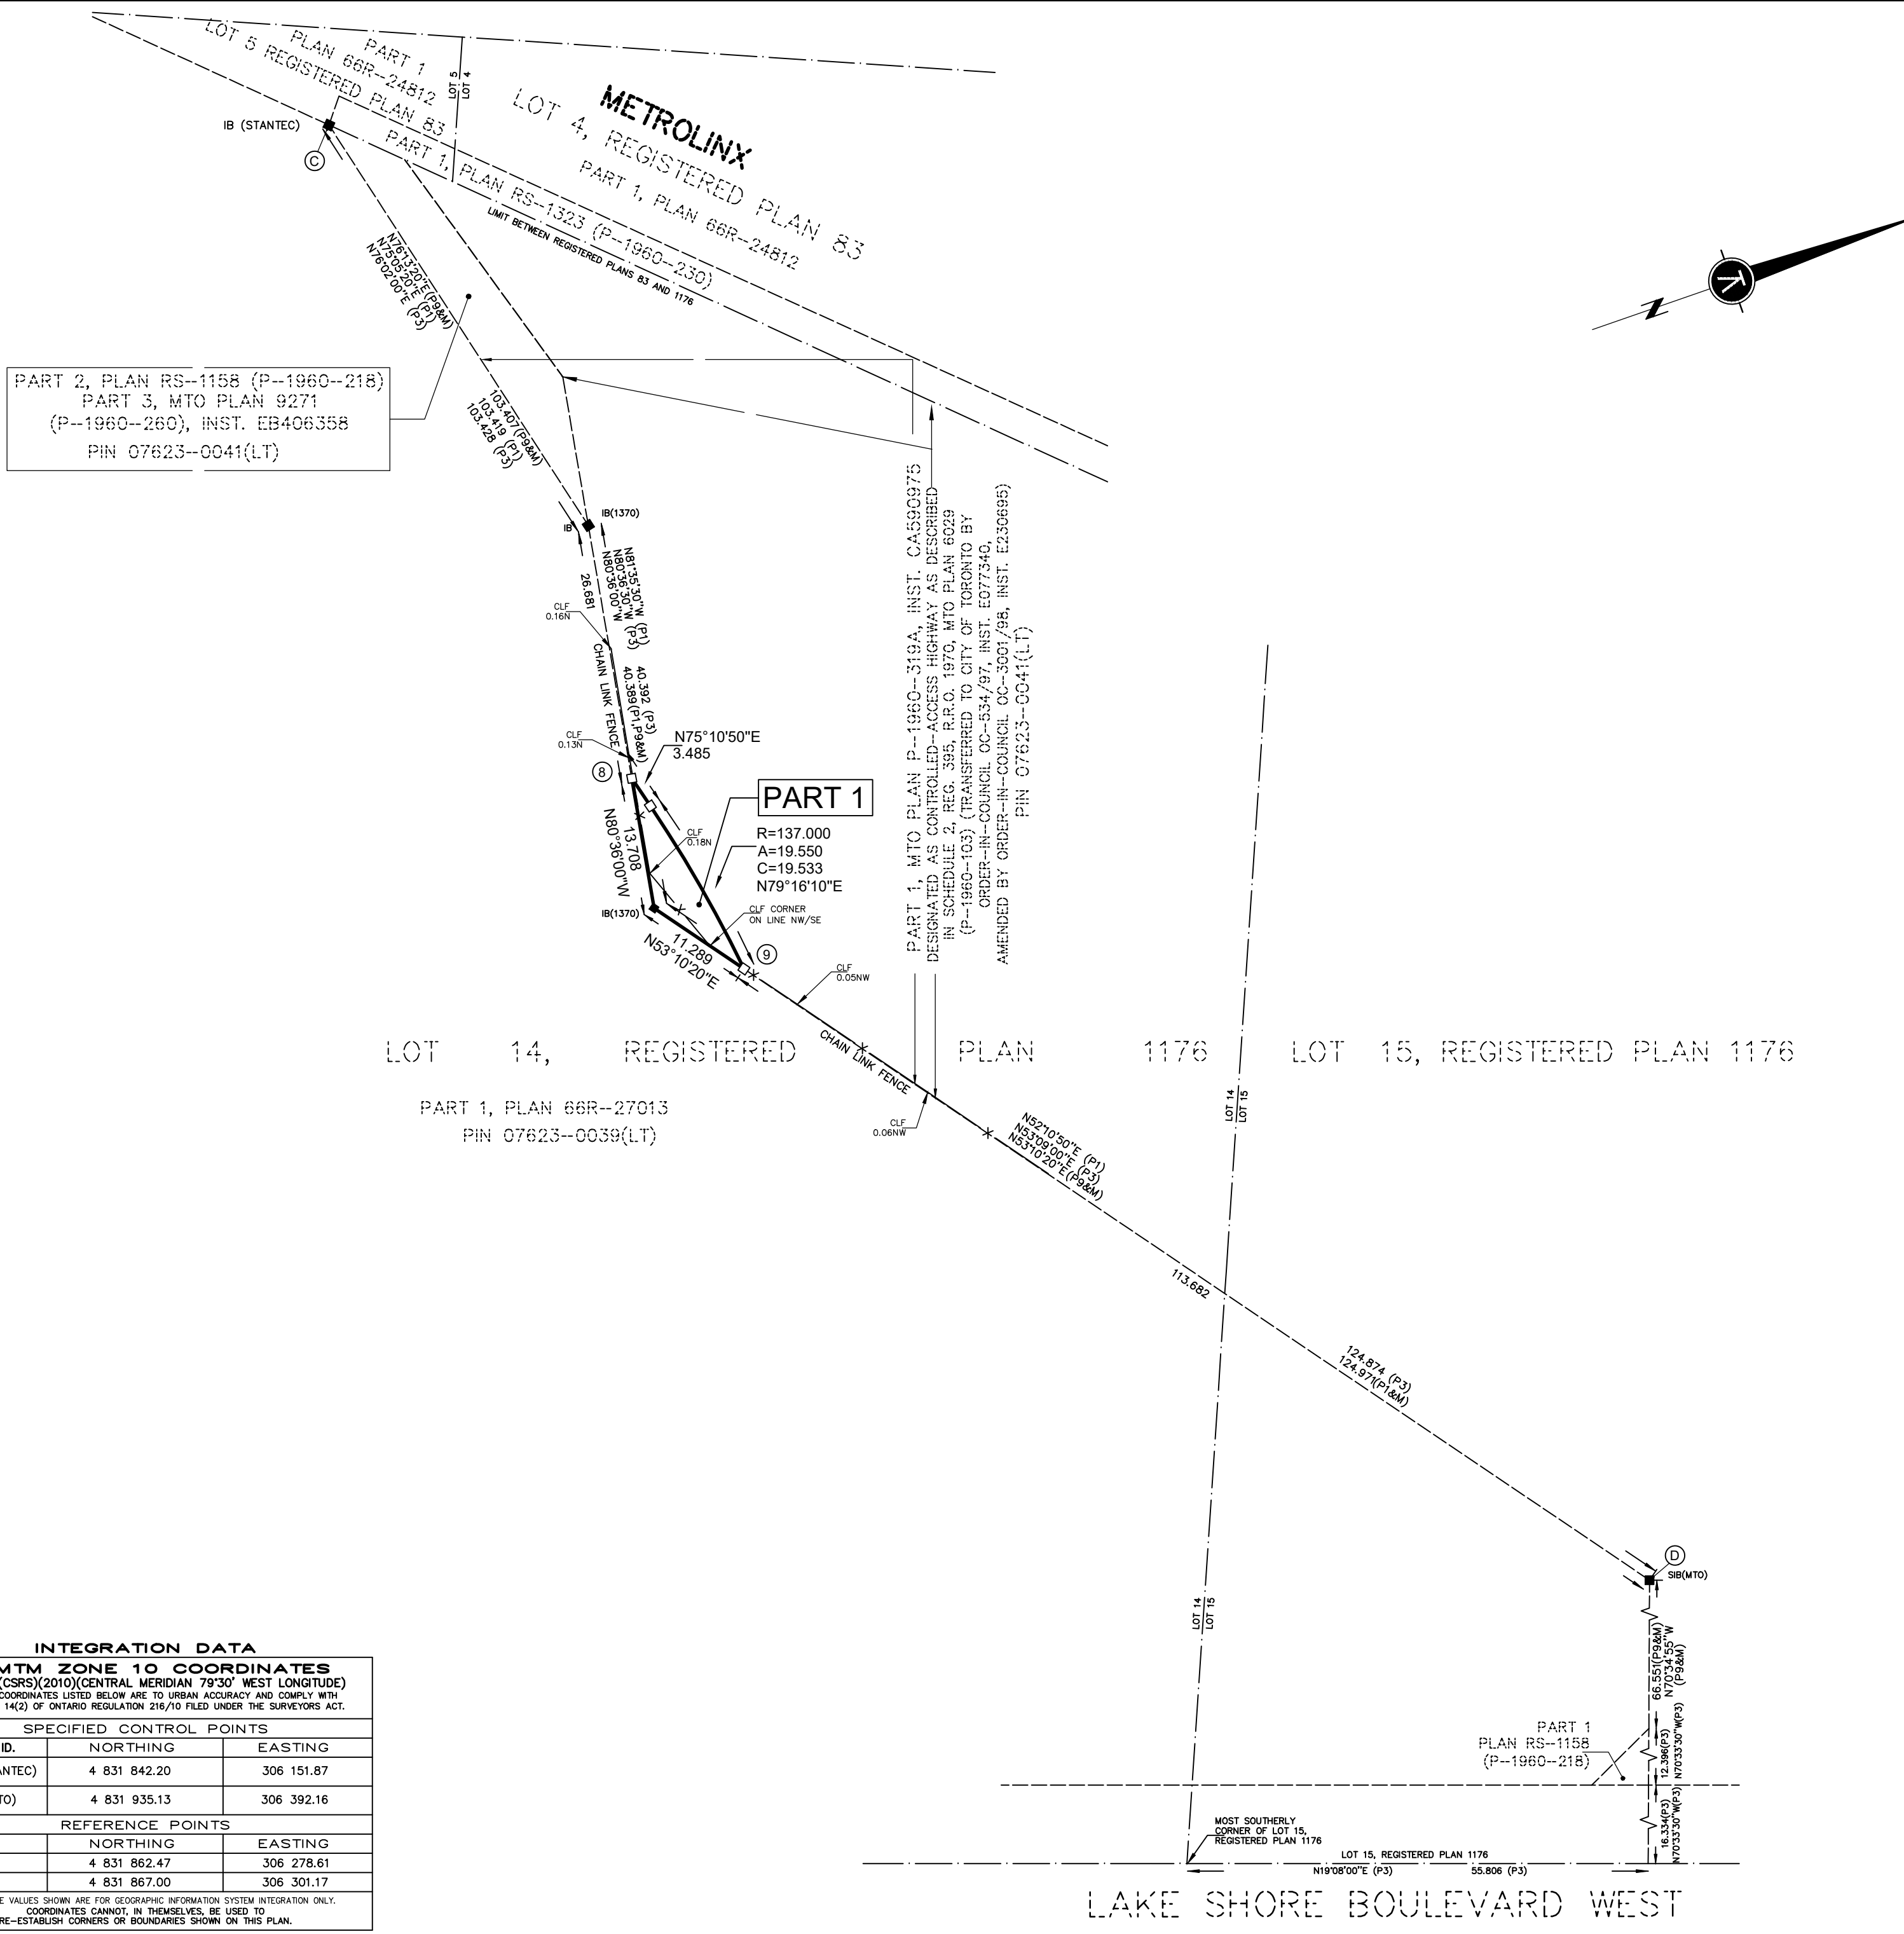 LOT 5 REGISTERED PLAN 83
PLAN 66R--24812
PART 1
LOT 5
LOT 4
METROLINX
LOT 4, REGISTERED PLAN 83
PART 1, PLAN 66R--24812
IB (STANTEC)
C
PART 1, PLAN RS--1323 (P--1960--230)
LIMIT BETWEEN REGISTERED PLANS 83 AND 1176
N
N76°13'20"E(P9&M)
N75°05'20"E (P1)
N76°02'00"E (P3)
PART 2, PLAN RS--1158 (P--1960--218)
PART 3, MTO PLAN 9271
(P--1960--260), INST. EB406358
PIN 07623--0041(LT)
103.407(P9&M)
103.419 (P1)
103.428 (P3)
IB(1370)
IB
26.681
N81°35'30"W (P1)
N80°36'30"W (P3)
N80°36'00"W
CLF
0.16N
CHAIN LINK FENCE
40.392 (P3)
40.389(P1,P9&M)
CLF
0.13N
8
N75°10'50"E
3.485
PART 1
13.708
N80°36'00"W
CLF
0.18N
R=137.000
A=19.550
C=19.533
N79°16'10"E
IB(1370)
CLF CORNER
ON LINE NW/SE
11.289
N53°10'20"E
9
CLF
0.05NW
PART 1, MTO PLAN P--1960--319A, INST. CA590975
DESIGNATED AS CONTROLLED--ACCESS HIGHWAY AS DESCRIBED
IN SCHEDULE 2, REG. 395, R.R.O. 1970, MTO PLAN 6029
(P--1960--103) (TRANSFERRED TO CITY OF TORONTO BY
ORDER--IN--COUNCIL OC--534/97, INST. E077340,
AMENDED BY ORDER--IN--COUNCIL OC--3001/98, INST. E230695)
PIN 07623--0041(LT)
LOT 14, REGISTERED PLAN 1176
LOT 15, REGISTERED PLAN 1176
CHAIN LINK FENCE
LOT 14
LOT 15
PART 1, PLAN 66R--27013
PIN 07623--0039(LT)
CLF
0.06NW
N52°10'50"E (P1)
N53°09'00"E (P3)
N53°10'20"E(P9&M)
113.682
124.874 (P3)
124.971(P1&M)
D
SIB(MTO)
LOT 14
LOT 15
66.551(P9&M)
N70°34'55"W
(P9&M)
PART 1
PLAN RS--1158
(P--1960--218)
12.396(P3)
N70°33'30"W(P3)
16.334(P3)
N70°33'30"W(P3)
MOST SOUTHERLY
CORNER OF LOT 15,
REGISTERED PLAN 1176
LOT 15, REGISTERED PLAN 1176
N19°08'00"E (P3) 55.806 (P3)
LAKE SHORE BOULEVARD WEST
INTEGRATION DATA
MTM ZONE 10 COORDINATES
(CSRS)(2010)(CENTRAL MERIDIAN 79°30' WEST LONGITUDE)
COORDINATES LISTED BELOW ARE TO URBAN ACCURACY AND COMPLY WITH
14(2) OF ONTARIO REGULATION 216/10 FILED UNDER THE SURVEYORS ACT.
SPECIFIED CONTROL POINTS
ID. NORTHING EASTING
ANTEC) 4 831 842.20 306 151.87
TO) 4 831 935.13 306 392.16
REFERENCE POINTS
NORTHING EASTING
4 831 862.47 306 278.61
4 831 867.00 306 301.17
E VALUES SHOWN ARE FOR GEOGRAPHIC INFORMATION SYSTEM INTEGRATION ONLY.
COORDINATES CANNOT, IN THEMSELVES, BE USED TO
RE-ESTABLISH CORNERS OR BOUNDARIES SHOWN ON THIS PLAN.